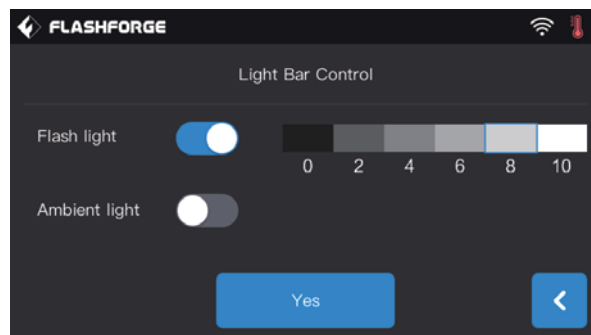 FLASHFORGE
Light Bar Control
Flash light
0 2 4 6 8 10
Ambient light
Yes